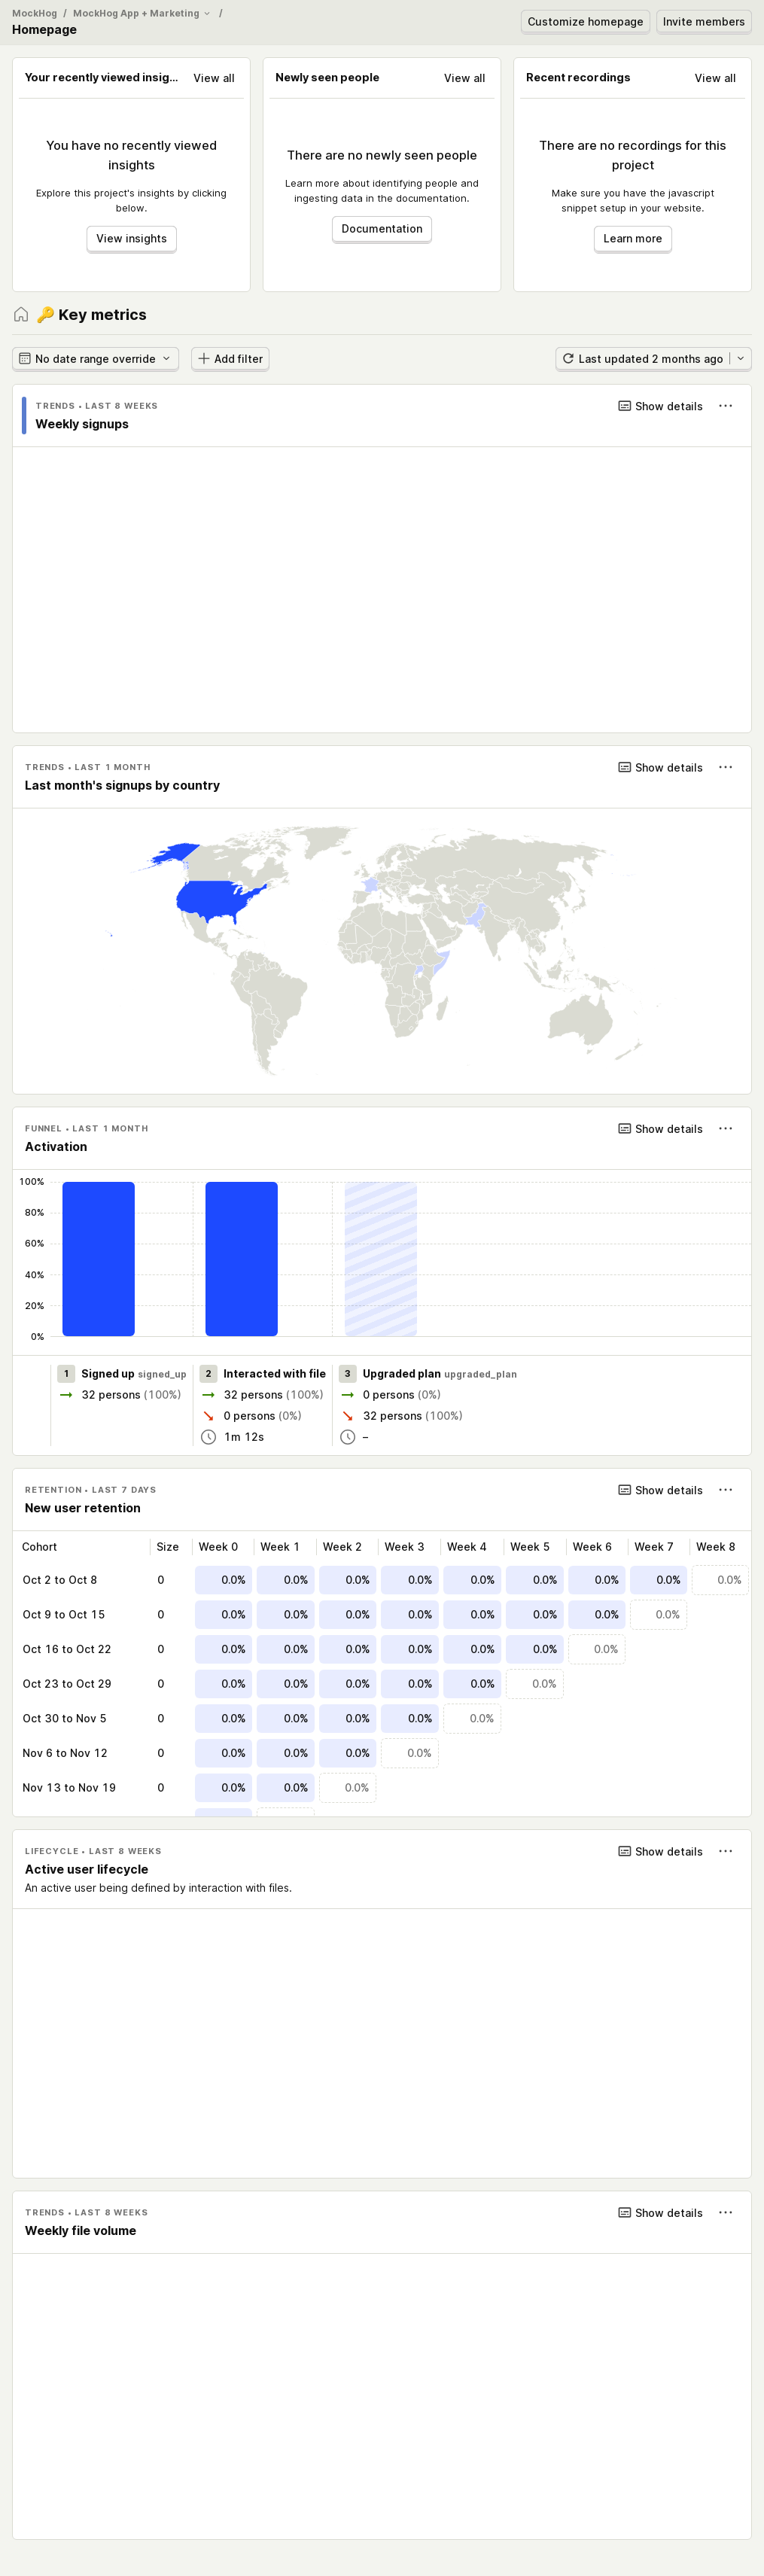 MockHog / MockHog App + Marketing /
Homepage
Customize homepage
Invite members
Your recently viewed insig...
View all
You have no recently viewed
insights
Explore this project's insights by clicking
below.
View insights
Newly seen people
View all
There are no newly seen people
Learn more about identifying people and
ingesting data in the documentation.
Documentation
Recent recordings
View all
There are no recordings for this
project
Make sure you have the javascript
snippet setup in your website.
Learn more
🔑 Key metrics
No date range override
Add filter
Last updated 2 months ago
TRENDS • LAST 8 WEEKS
Weekly signups
Show details
TRENDS • LAST 1 MONTH
Last month's signups by country
Show details
FUNNEL • LAST 1 MONTH
Activation
Show details
100%
80%
60%
40%
20%
0%
1 Signed up signed_up
32 persons (100%)
2 Interacted with file
32 persons (100%)
0 persons (0%)
1m 12s
3 Upgraded plan upgraded_plan
0 persons (0%)
32 persons (100%)
–
RETENTION • LAST 7 DAYS
New user retention
Show details
Cohort Size Week 0 Week 1 Week 2 Week 3 Week 4 Week 5 Week 6 Week 7 Week 8
Oct 2 to Oct 8 0 0.0% 0.0% 0.0% 0.0% 0.0% 0.0% 0.0% 0.0% 0.0%
Oct 9 to Oct 15 0 0.0% 0.0% 0.0% 0.0% 0.0% 0.0% 0.0% 0.0%
Oct 16 to Oct 22 0 0.0% 0.0% 0.0% 0.0% 0.0% 0.0% 0.0%
Oct 23 to Oct 29 0 0.0% 0.0% 0.0% 0.0% 0.0% 0.0%
Oct 30 to Nov 5 0 0.0% 0.0% 0.0% 0.0% 0.0%
Nov 6 to Nov 12 0 0.0% 0.0% 0.0% 0.0%
Nov 13 to Nov 19 0 0.0% 0.0% 0.0%
LIFECYCLE • LAST 8 WEEKS
Active user lifecycle
An active user being defined by interaction with files.
Show details
TRENDS • LAST 8 WEEKS
Weekly file volume
Show details